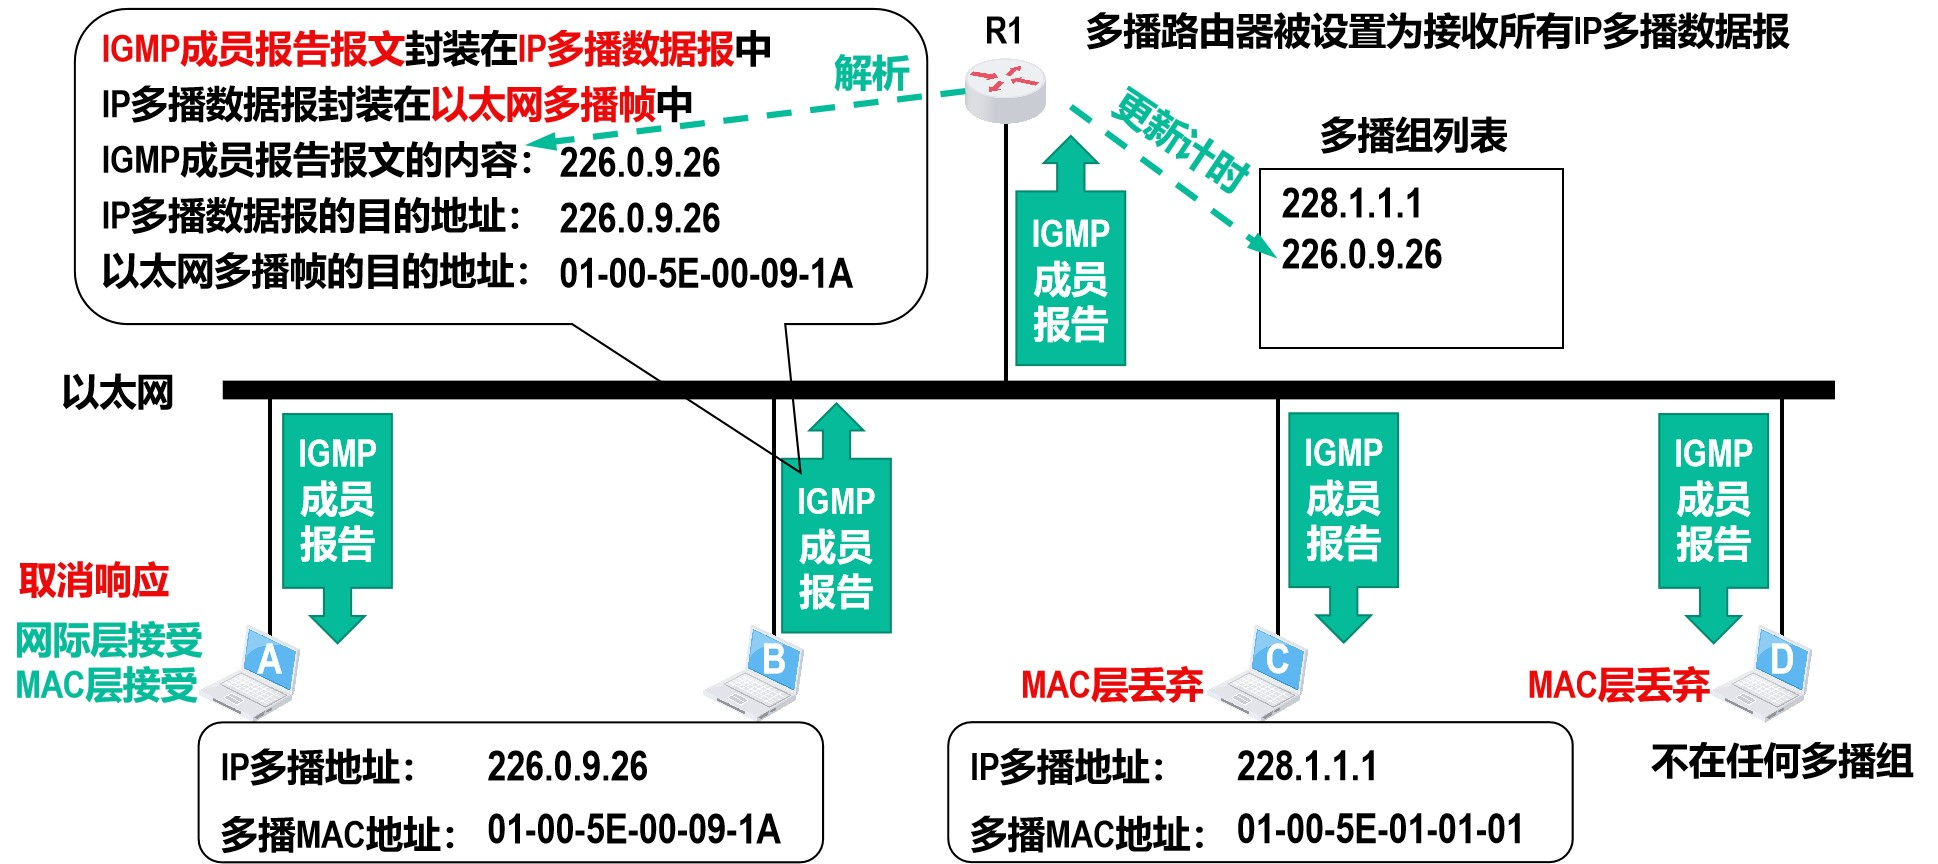 IGMP成员报告报文封装在IP多播数据报中
IP多播数据报封装在以太网多播帧中
IGMP成员报告报文的内容：226.0.9.26
IP多播数据报的目的地址：226.0.9.26
以太网多播帧的目的地址：01-00-5E-00-09-1A
解析
R1
多播路由器被设置为接收所有IP多播数据报
更新计时
多播组列表
228.1.1.1
226.0.9.26
IGMP
成员
报告
以太网
IGMP
成员
报告
IGMP
成员
报告
IGMP
成员
报告
IGMP
成员
报告
取消响应
网际层接受
MAC层接受
A
B
MAC层丢弃
C
MAC层丢弃
D
IP多播地址：226.0.9.26
多播MAC地址：01-00-5E-00-09-1A
IP多播地址：228.1.1.1
多播MAC地址：01-00-5E-01-01-01
不在任何多播组